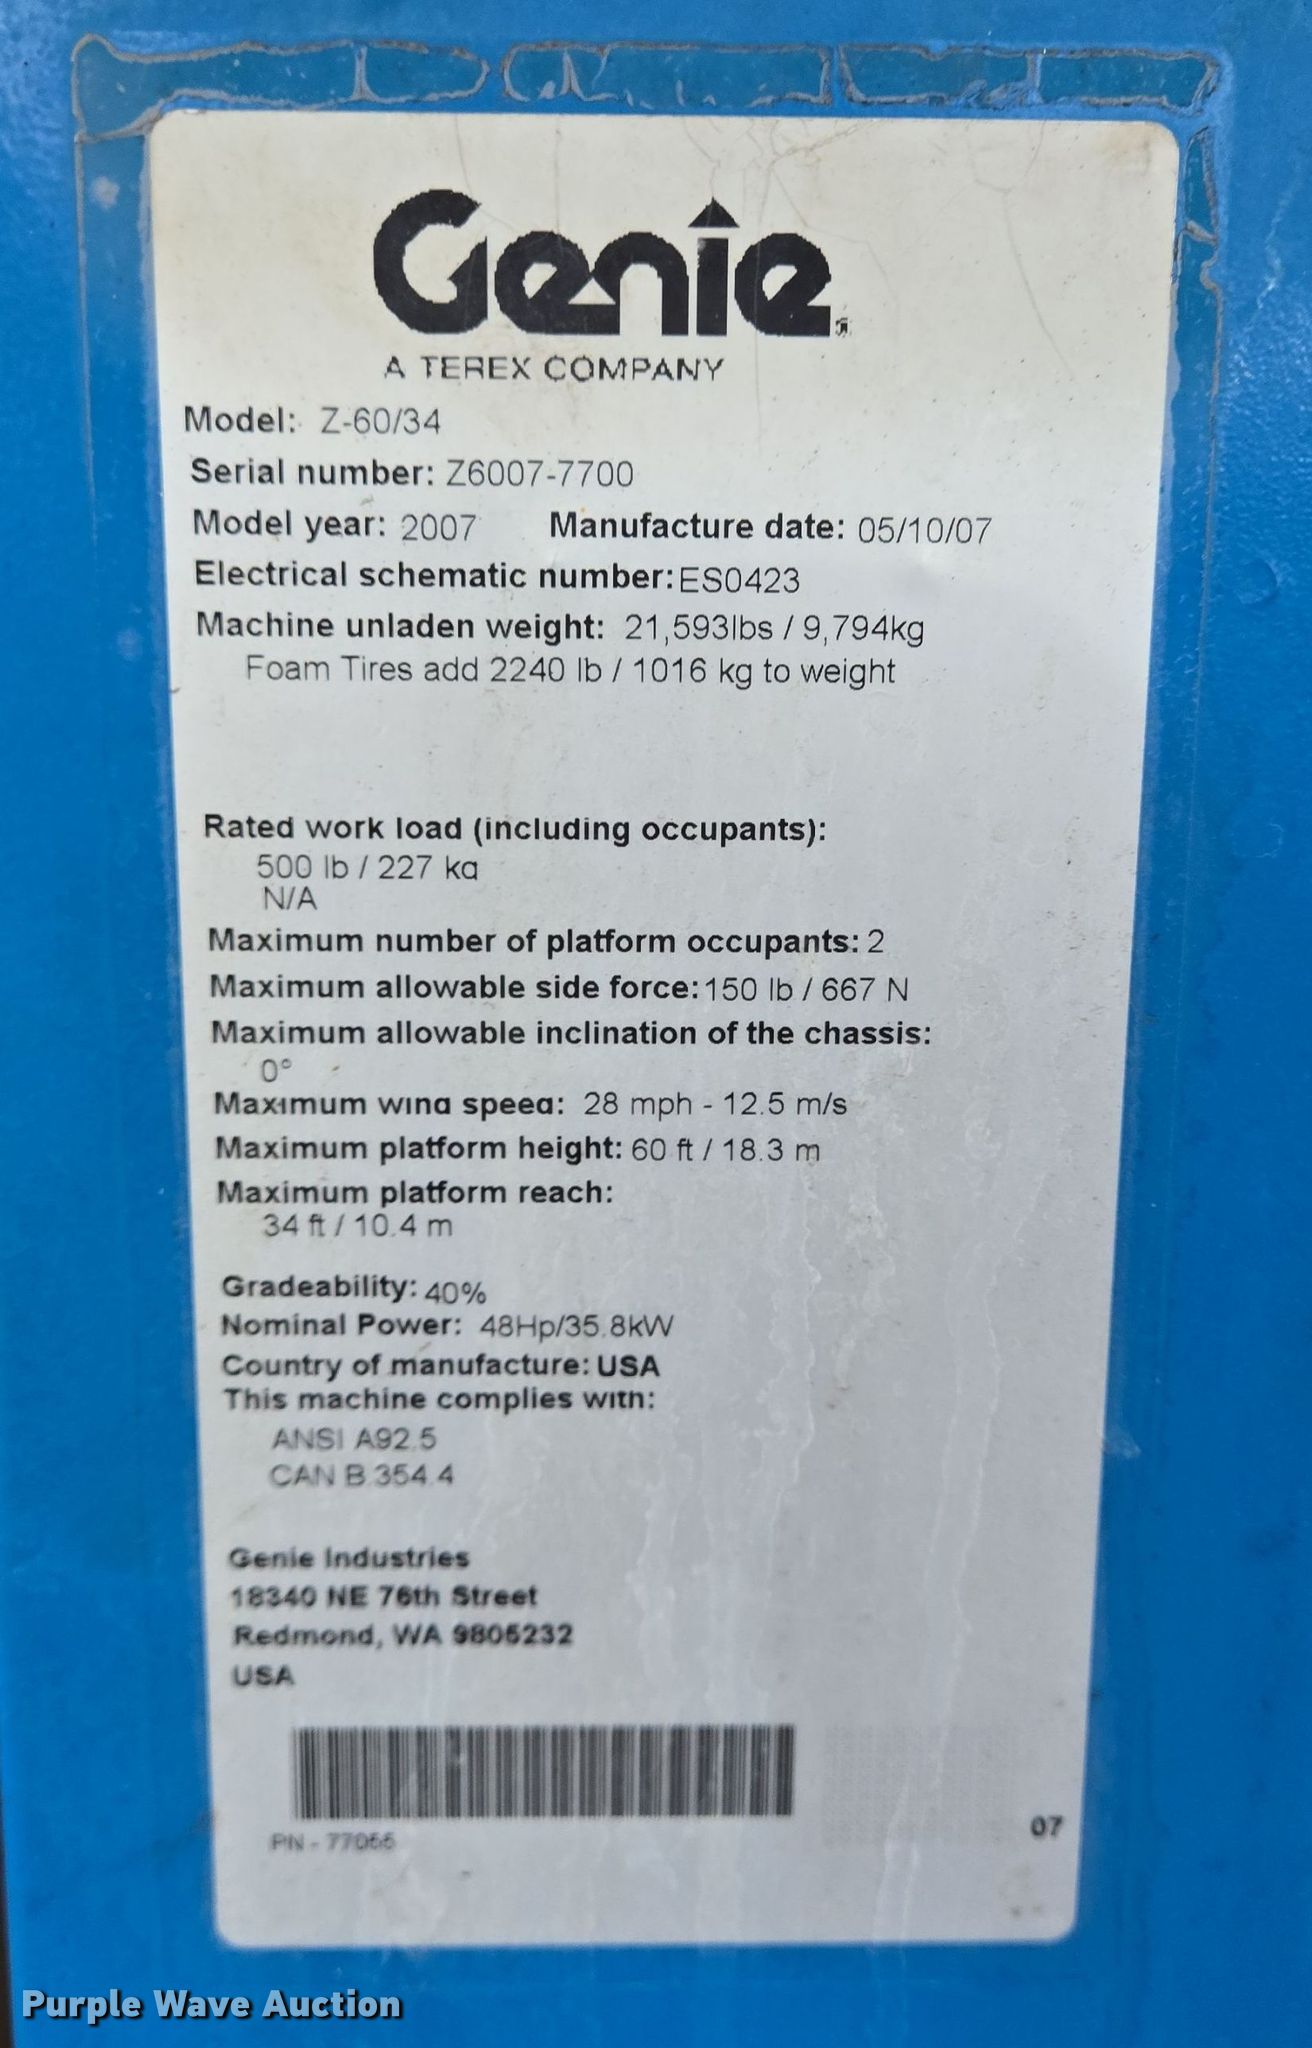 Genie
A TEREX COMPANY
Model: Z-60/34
Serial number: Z6007-7700
Model year: 2007 Manufacture date: 05/10/07
Electrical schematic number: ES0423
Machine unladen weight: 21,593lbs / 9,794kg
Foam Tires add 2240 lb / 1016 kg to weight
Rated work load (including occupants):
500 lb / 227 kg
N/A
Maximum number of platform occupants: 2
Maximum allowable side force: 150 lb / 667 N
Maximum allowable inclination of the chassis:
0°
Maximum wind speed: 28 mph - 12.5 m/s
Maximum platform height: 60 ft / 18.3 m
Maximum platform reach:
34 ft / 10.4 m
Gradeability: 40%
Nominal Power: 48Hp/35.8kW
Country of manufacture: USA
This machine complies with:
ANSI A92.5
CAN B.354.4
Genie Industries
18340 NE 76th Street
Redmond, WA 9805232
USA
PN - 77055
07
Purple Wave Auction